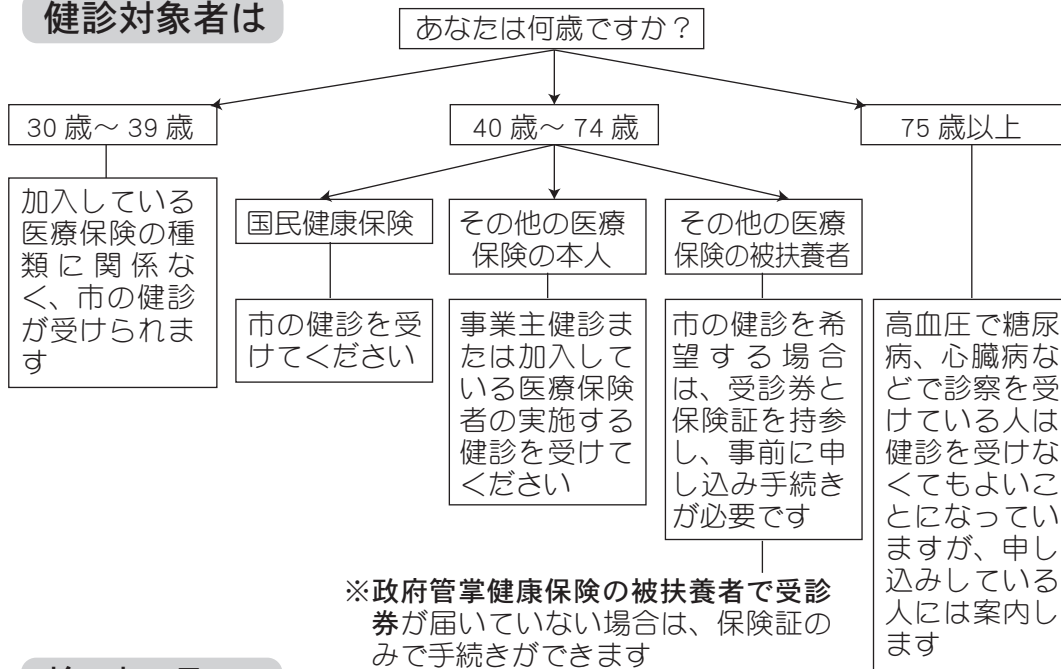 健診対象者は
あなたは何歳ですか？
30 歳～ 39 歳
加入している
医療保険の種
類に関係な
く、市の健診
が受けられま
す
40 歳～ 74 歳
国民健康保険
市の健診を受
けてください
その他の医療
保険の本人
事業主健診ま
たは加入して
いる医療保険
者の実施する
健診を受けて
ください
その他の医療
保険の被扶養者
市の健診を希
望する場合
は、受診券と
保険証を持参
し、事前に申
し込み手続き
が必要です
※政府管掌健康保険の被扶養者で受診
券が届いていない場合は、保険証の
みで手続きができます
75 歳以上
高血圧で糖尿
病、心臓病な
どで診察を受
けている人は
健診を受けな
くてもよいこ
とになってい
ますが、申し
込みしている
人には案内し
ます